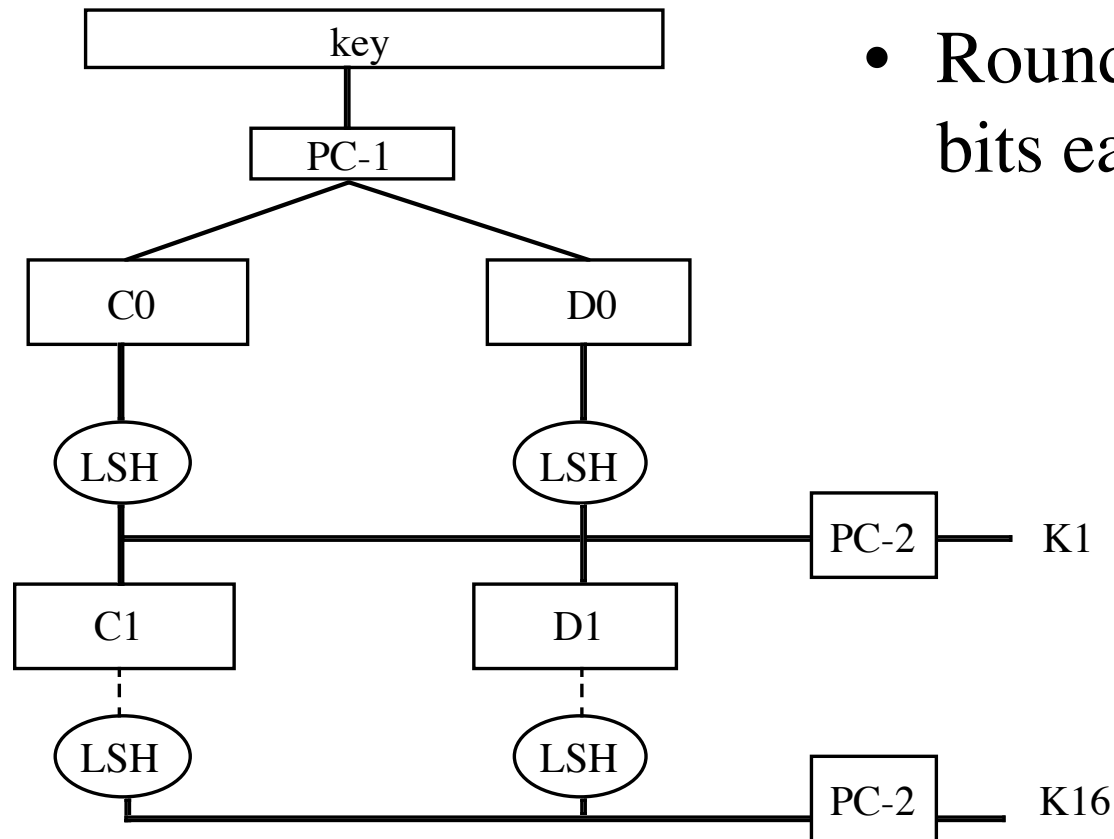 key
• Round
bits ea
PC-1
C0
D0
LSH
LSH
PC-2
K1
C1
D1
LSH
LSH
PC-2
K16